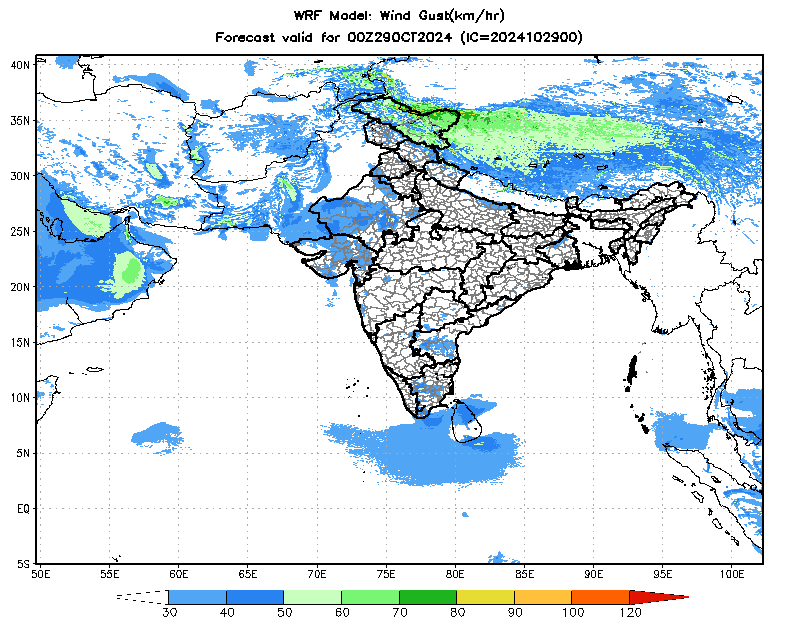 WRF Model: Wind Gust(km/hr)
Forecast valid for 00Z29OCT2024 (IC=2024102900)
40N
35N
30N
25N
20N
15N
10N
5N
EQ
5S
50E 55E 60E 65E 70E 75E 80E 85E 90E 95E 100E
30 40 50 60 70 80 90 100 120